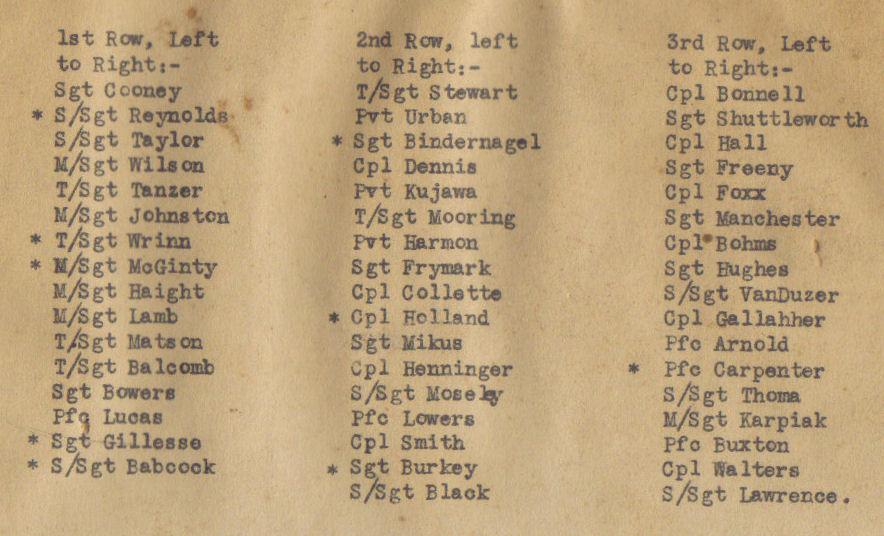 1st Row, Left
to Right:-
Sgt Cooney
* S/Sgt Reynolds
S/Sgt Taylor
M/Sgt Wilson
T/Sgt Tanzer
M/Sgt Johnston
* T/Sgt Wrinn
* M/Sgt McGinty
M/Sgt Haight
M/Sgt Lamb
T/Sgt Matson
T/Sgt Balcomb
Sgt Bowers
Pfc Lucas
* Sgt Gillesse
* S/Sgt Babcock
2nd Row, left
to Right:-
T/Sgt Stewart
Pvt Urban
* Sgt Bindernagel
Cpl Dennis
Pvt Kujawa
T/Sgt Mooring
Pvt Harmon
Sgt Frymark
Cpl Collette
* Cpl Holland
Sgt Mikus
Cpl Henninger
S/Sgt Mosely
Pfc Lowers
Cpl Smith
* Sgt Burkey
S/Sgt Black
3rd Row, Left
to Right:-
Cpl Bonnell
Sgt Shuttleworth
Cpl Hall
Sgt Freeny
Cpl Foxx
Sgt Manchester
Cpl Bohms
Sgt Hughes
S/Sgt VanDuzer
Cpl Gallahher
Pfc Arnold
* Pfc Carpenter
S/Sgt Thoma
M/Sgt Karpiak
Pfc Buxton
Cpl Walters
S/Sgt Lawrence.